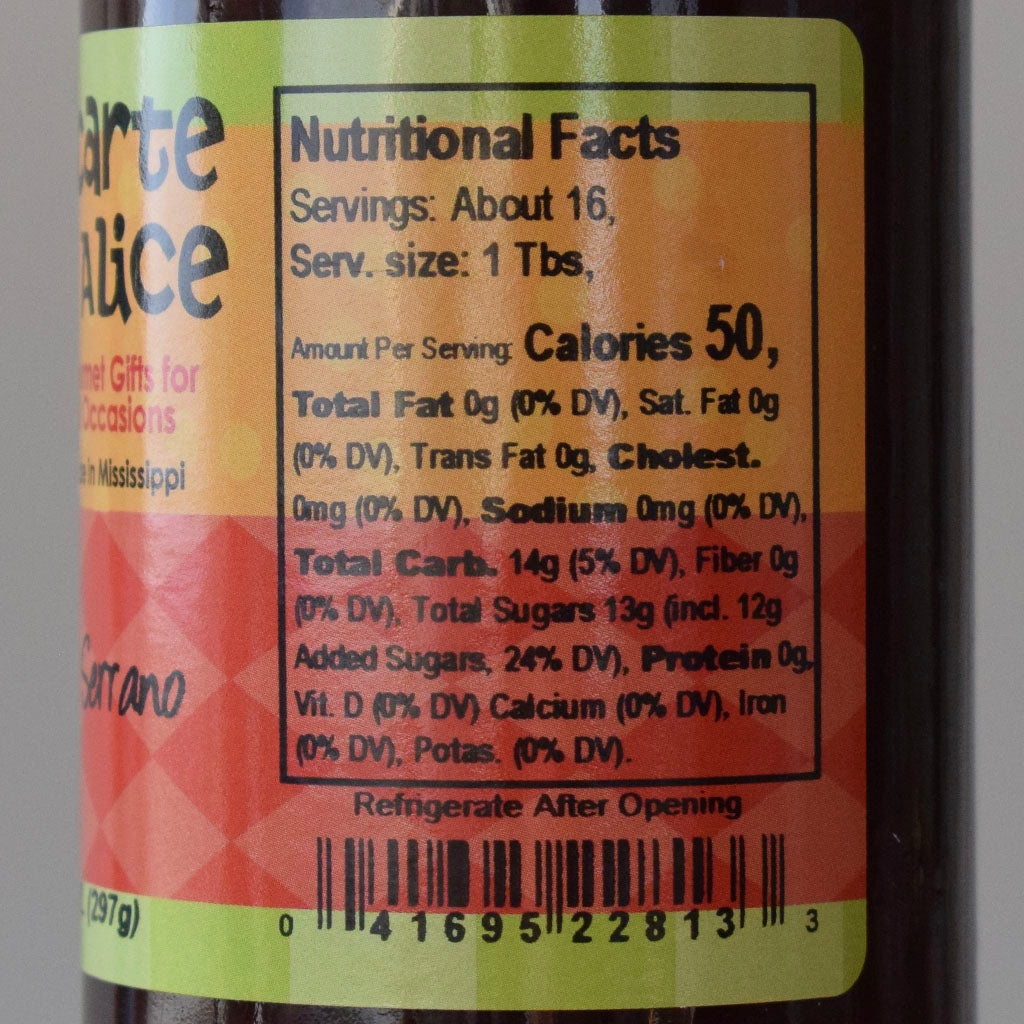 carte
Alice
Gifts for
Occasions
in Mississippi
Serrano
(297g)
Nutritional Facts
Servings: About 16,
Serv. size: 1 Tbs,
Amount Per Serving: Calories 50,
Total Fat 0g (0% DV), Sat. Fat 0g
(0% DV), Trans Fat 0g, Cholest.
0mg (0% DV), Sodium 0mg (0% DV),
Total Carb. 14g (5% DV), Fiber 0g
(0% DV), Total Sugars 13g (incl. 12g
Added Sugars, 24% DV), Protein 0g,
Vit. D (0% DV) Calcium (0% DV), Iron
(0% DV), Potas. (0% DV).
Refrigerate After Opening
0 41695 22813 3